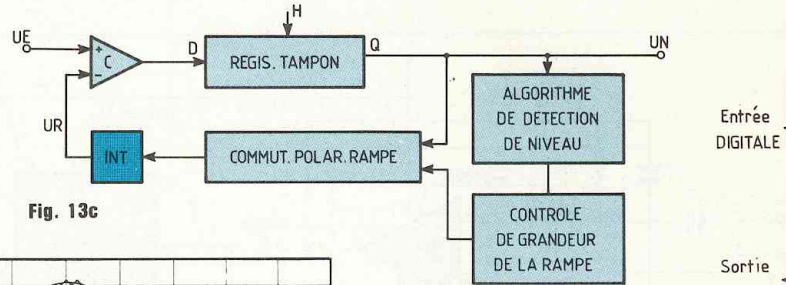 H
UE
+
C
-
D
REGIS. TAMPON
Q
UN
UR
INT
COMMUT. POLAR. RAMPE
ALGORITHME
DE DETECTION
DE NIVEAU
CONTROLE
DE GRANDEUR
DE LA RAMPE
Entrée
DIGITALE
Sortie
Fig. 13c